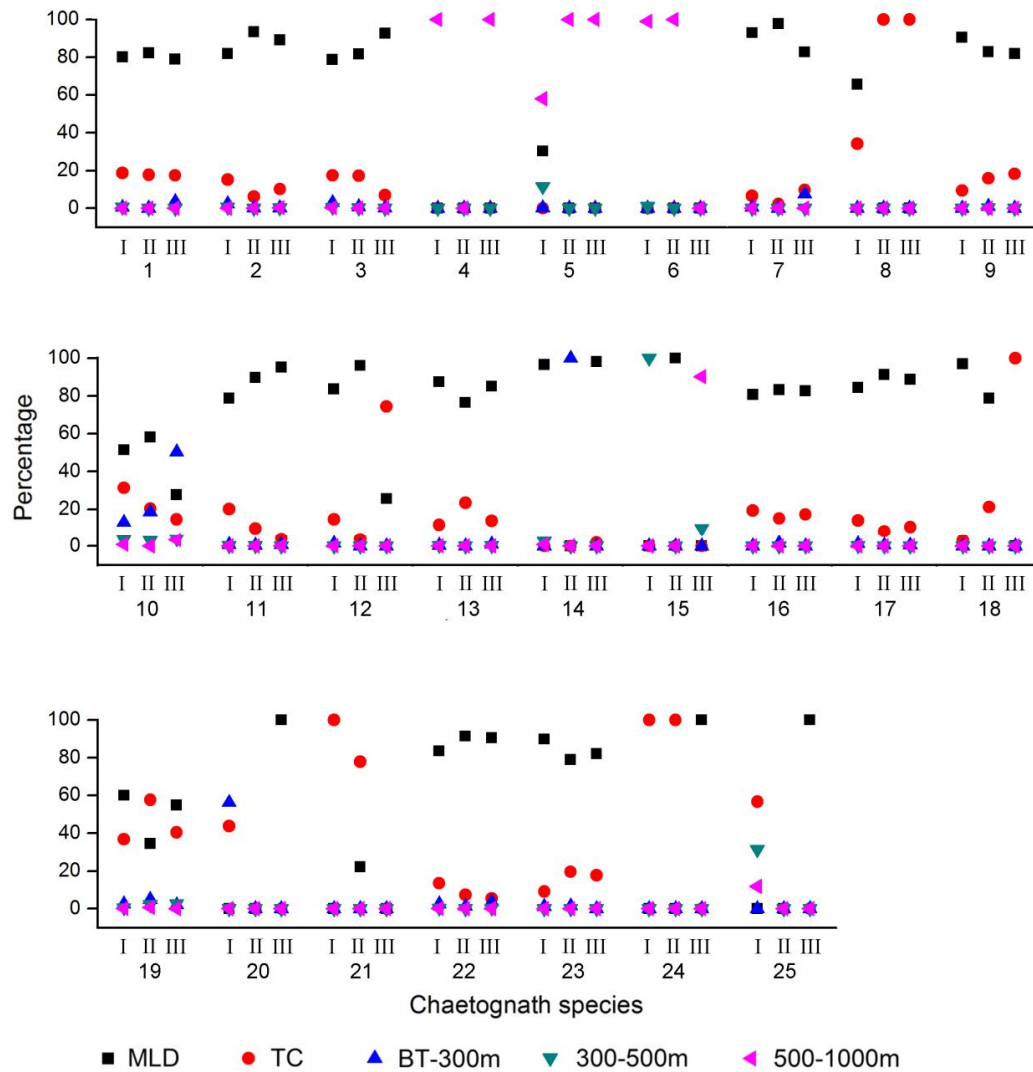 100
80
60
40
20
0
I II III I II III I II III I II III I II III I II III I II III I II III I II III
1 2 3 4 5 6 7 8 9
Percentage
100
80
60
40
20
0
I II III I II III I II III I II III I II III I II III I II III I II III I II III
10 11 12 13 14 15 16 17 18
100
80
60
40
20
0
I II III I II III I II III I II III I II III I II III I II III
19 20 21 22 23 24 25
Chaetognath species
MLD TC BT-300m 300-500m 500-1000m